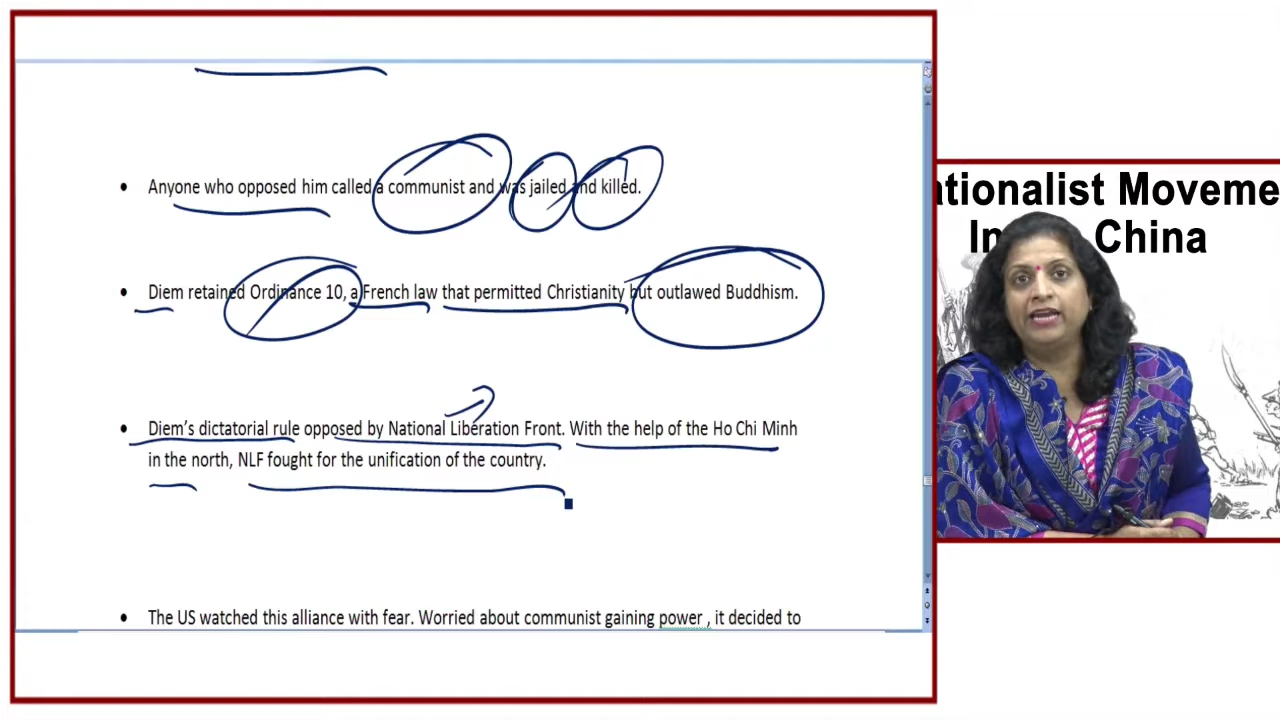 Anyone who opposed him called a communist and was jailed and killed.
Diem retained Ordinance 10, a French law that permitted Christianity but outlawed Buddhism.
Diem's dictatorial rule opposed by National Liberation Front. With the help of the Ho Chi Minh
in the north, NLF fought for the unification of the country.
The US watched this alliance with fear. Worried about communist gaining power , it decided to
ationalist Moveme
In China